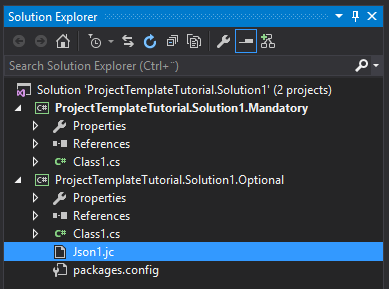 Solution Explorer
Search Solution Explorer (Ctrl+¨)
Solution 'ProjectTemplateTutorial.Solution1' (2 projects)
C# ProjectTemplateTutorial.Solution1.Mandatory
Properties
References
C# Class1.cs
C# ProjectTemplateTutorial.Solution1.Optional
Properties
References
C# Class1.cs
Json1.jc
packages.config